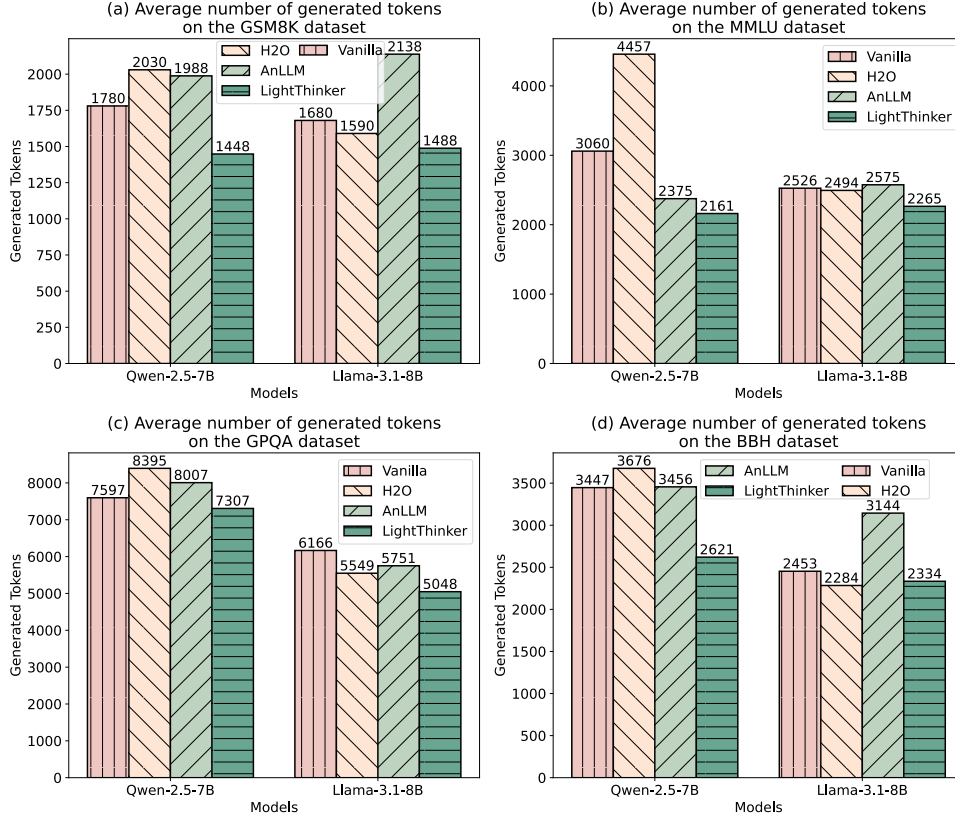 (a) Average number of generated tokens
on the GSM8K dataset
Generated Tokens
2000
1750
1500
1250
1000
750
500
250
0
H2O
Vanilla
AnLLM
LightThinker
1780
2030
1988
1448
1680
1590
2138
1488
Qwen-2.5-7B
Llama-3.1-8B
Models
(b) Average number of generated tokens
on the MMLU dataset
Generated Tokens
4000
3000
2000
1000
0
Vanilla
H2O
AnLLM
LightThinker
3060
4457
2375
2161
2526
2494
2575
2265
Qwen-2.5-7B
Llama-3.1-8B
Models
(c) Average number of generated tokens
on the GPQA dataset
Generated Tokens
8000
7000
6000
5000
4000
3000
2000
1000
0
Vanilla
H2O
AnLLM
LightThinker
7597
8395
8007
7307
6166
5549
5751
5048
Qwen-2.5-7B
Llama-3.1-8B
Models
(d) Average number of generated tokens
on the BBH dataset
Generated Tokens
3500
3000
2500
2000
1500
1000
500
0
AnLLM
Vanilla
LightThinker
H2O
3447
3676
3456
2621
2453
2284
3144
2334
Qwen-2.5-7B
Llama-3.1-8B
Models